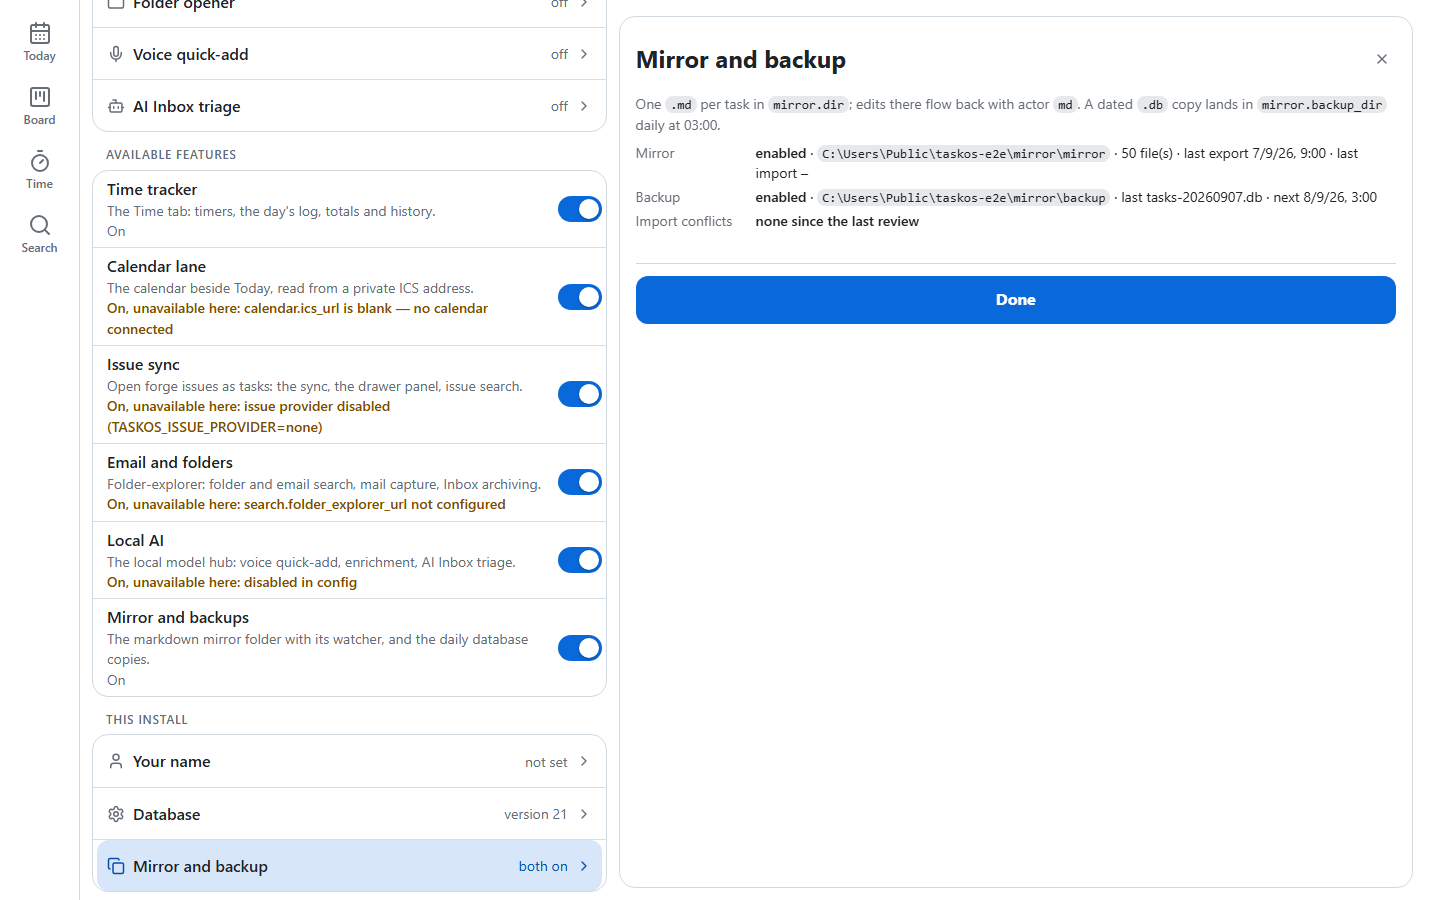 Today
Board
Time
Search
Folder opener off
Voice quick-add off
AI Inbox triage off
AVAILABLE FEATURES
Time tracker
The Time tab: timers, the day's log, totals and history.
On
Calendar lane
The calendar beside Today, read from a private ICS address.
On, unavailable here: calendar.ics_url is blank — no calendar
connected
Issue sync
Open forge issues as tasks: the sync, the drawer panel, issue search.
On, unavailable here: issue provider disabled
(TASKOS_ISSUE_PROVIDER=none)
Email and folders
Folder-explorer: folder and email search, mail capture, Inbox archiving.
On, unavailable here: search.folder_explorer_url not configured
Local AI
The local model hub: voice quick-add, enrichment, AI Inbox triage.
On, unavailable here: disabled in config
Mirror and backups
The markdown mirror folder with its watcher, and the daily database
copies.
On
THIS INSTALL
Your name not set
Database version 21
Mirror and backup both on
Mirror and backup
One .md per task in mirror.dir; edits there flow back with actor md. A dated .db copy lands in mirror.backup_dir
daily at 03:00.
Mirror enabled · C:\Users\Public\taskos-e2e\mirror\mirror · 50 file(s) · last export 7/9/26, 9:00 · last
import –
Backup enabled · C:\Users\Public\taskos-e2e\mirror\backup · last tasks-20260907.db · next 8/9/26, 3:00
Import conflicts none since the last review
Done